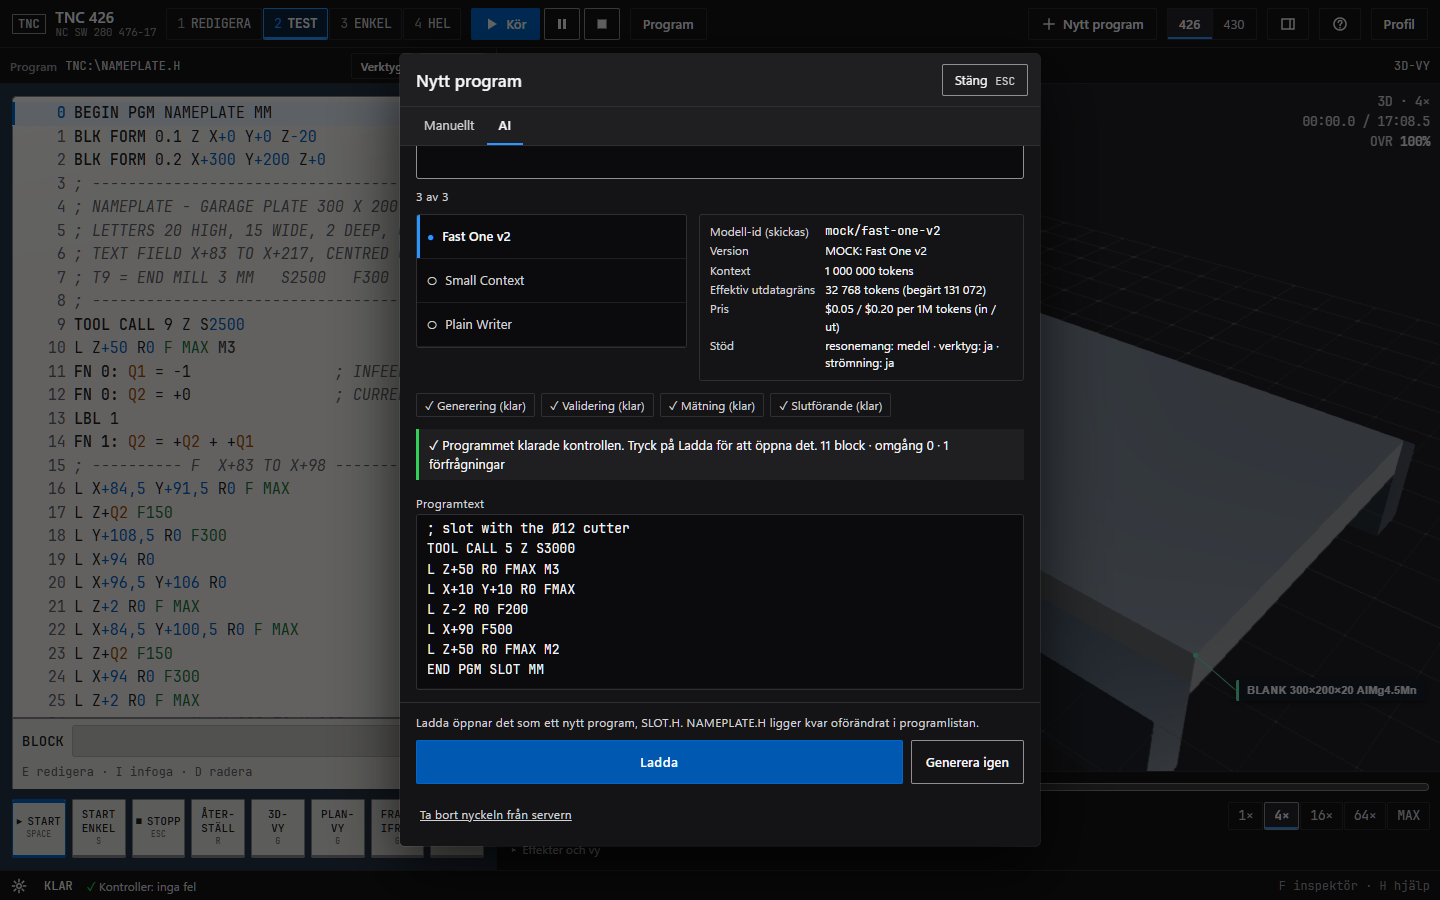 TNC TNC 426 NC SW 280 476-17 1 REDIGERA 2 TEST 3 ENKEL 4 HEL Kör Program Nytt program 426 430 Profil
Program TNC:\NAMEPLATE.H 3D-VY
3D · 4×
00:00.0 / 17:08.5
OVR 100%
0 BEGIN PGM NAMEPLATE MM
1 BLK FORM 0.1 Z X+0 Y+0 Z-20
2 BLK FORM 0.2 X+300 Y+200 Z+0
3 ; ----------------------------------
4 ; NAMEPLATE - GARAGE PLATE 300 X 200
5 ; LETTERS 20 HIGH, 15 WIDE, 2 DEEP,
6 ; TEXT FIELD X+83 TO X+217, CENTRED
7 ; T9 = END MILL 3 MM S2500 F300
8 ; ----------------------------------
9 TOOL CALL 9 Z S2500
10 L Z+50 R0 F MAX M3
11 FN 0: Q1 = -1 ; INFEE
12 FN 0: Q2 = +0 ; CURRE
13 LBL 1
14 FN 1: Q2 = +Q2 + +Q1
15 ; ---------- F X+83 TO X+98 -------
16 L X+84,5 Y+91,5 R0 F MAX
17 L Z+Q2 F150
18 L Y+108,5 R0 F300
19 L X+94 R0
20 L X+96,5 Y+106 R0
21 L Z+2 R0 F MAX
22 L X+84,5 Y+100,5 R0 F MAX
23 L Z+Q2 F150
24 L X+94 R0 F300
25 L Z+2 R0 F MAX
BLOCK
E redigera · I infoga · D radera
START SPACE
START ENKEL S
STOPP ESC
ÅTER-STÄLL R
3D-VY G
PLAN-VY G
Nytt program
Stäng ESC
Manuellt AI
3 av 3
Fast One v2
Small Context
Plain Writer
Modell-id (skickas) mock/fast-one-v2
Version MOCK: Fast One v2
Kontext 1 000 000 tokens
Effektiv utdatagräns 32 768 tokens (begärt 131 072)
Pris $0.05 / $0.20 per 1M tokens (in /
ut)
Stöd resonemang: medel · verktyg: ja ·
strömning: ja
✓ Generering (klar) ✓ Validering (klar) ✓ Mätning (klar) ✓ Slutförande (klar)
✓ Programmet klarade kontrollen. Tryck på Ladda för att öppna det. 11 block · omgång 0 · 1
förfrågningar
Programtext
; slot with the Ø12 cutter
TOOL CALL 5 Z S3000
L Z+50 R0 FMAX M3
L X+10 Y+10 R0 FMAX
L Z-2 R0 F200
L X+90 F500
L Z+50 R0 FMAX M2
END PGM SLOT MM
Ladda öppnar det som ett nytt program, SLOT.H. NAMEPLATE.H ligger kvar oförändrat i programlistan.
Ladda
Generera igen
Ta bort nyckeln från servern
BLANK 300×200×20 AlMg4.5Mn
1× 4× 16× 64× MAX
Effekter och vy
KLAR ✓ Kontroller: inga fel F inspektör · H hjälp